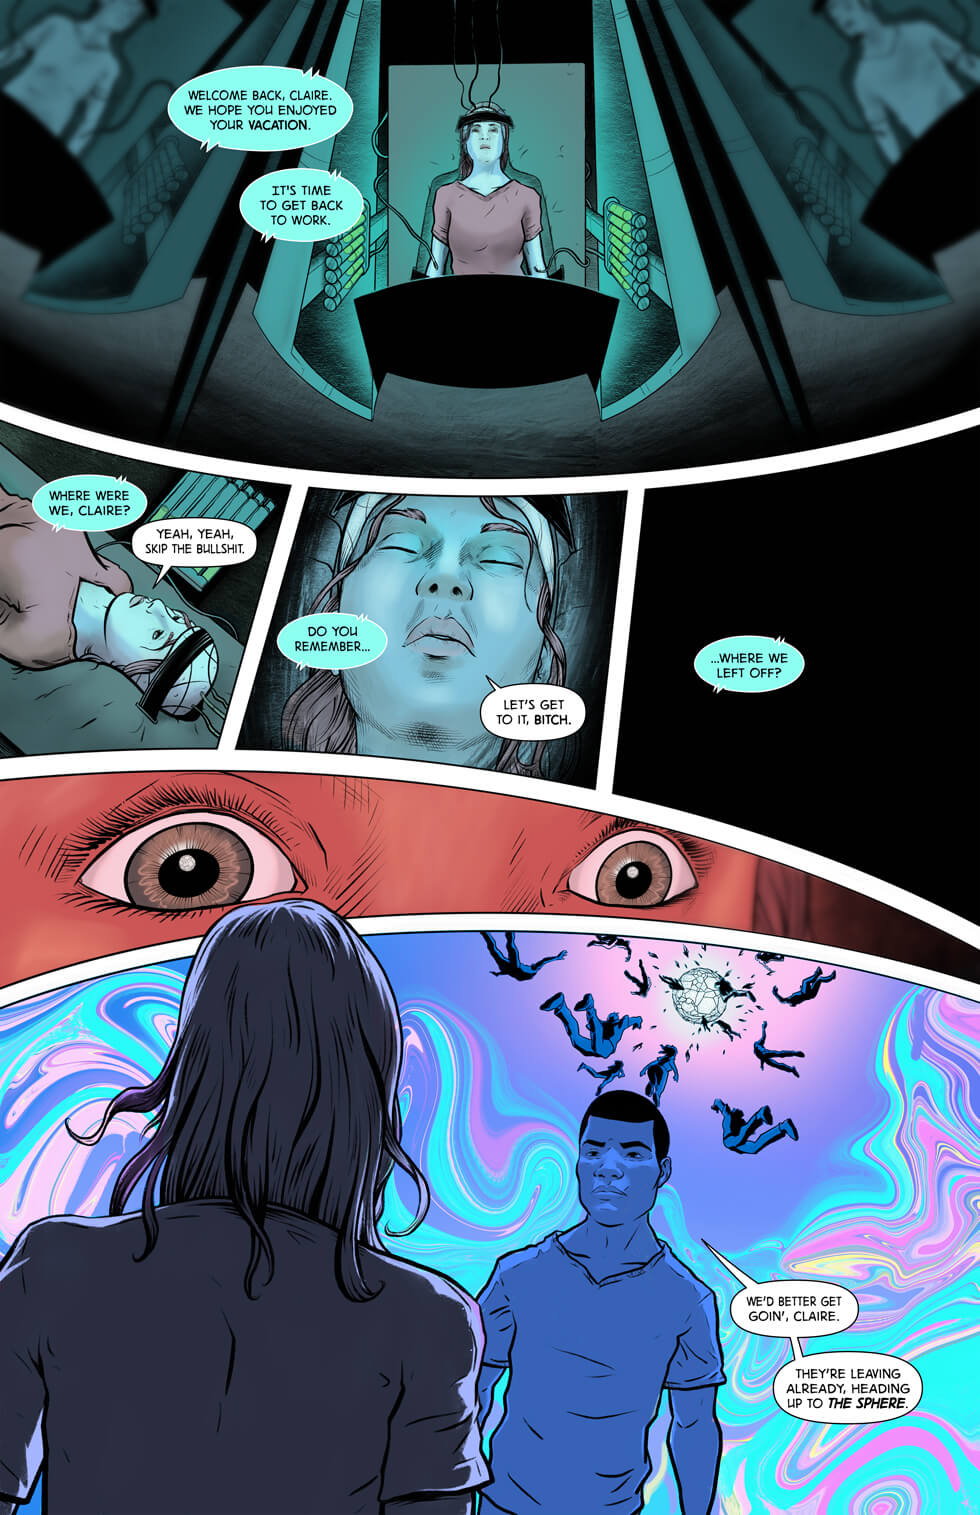 WELCOME BACK, CLAIRE.
WE HOPE YOU ENJOYED
YOUR VACATION.
IT'S TIME
TO GET BACK
TO WORK.
WHERE WERE
WE, CLAIRE?
YEAH, YEAH,
SKIP THE BULLSHIT.
DO YOU
REMEMBER...
LET'S GET
TO IT, BITCH.
...WHERE WE
LEFT OFF?
WE'D BETTER GET
GOIN', CLAIRE.
THEY'RE LEAVING
ALREADY, HEADING
UP TO THE SPHERE.